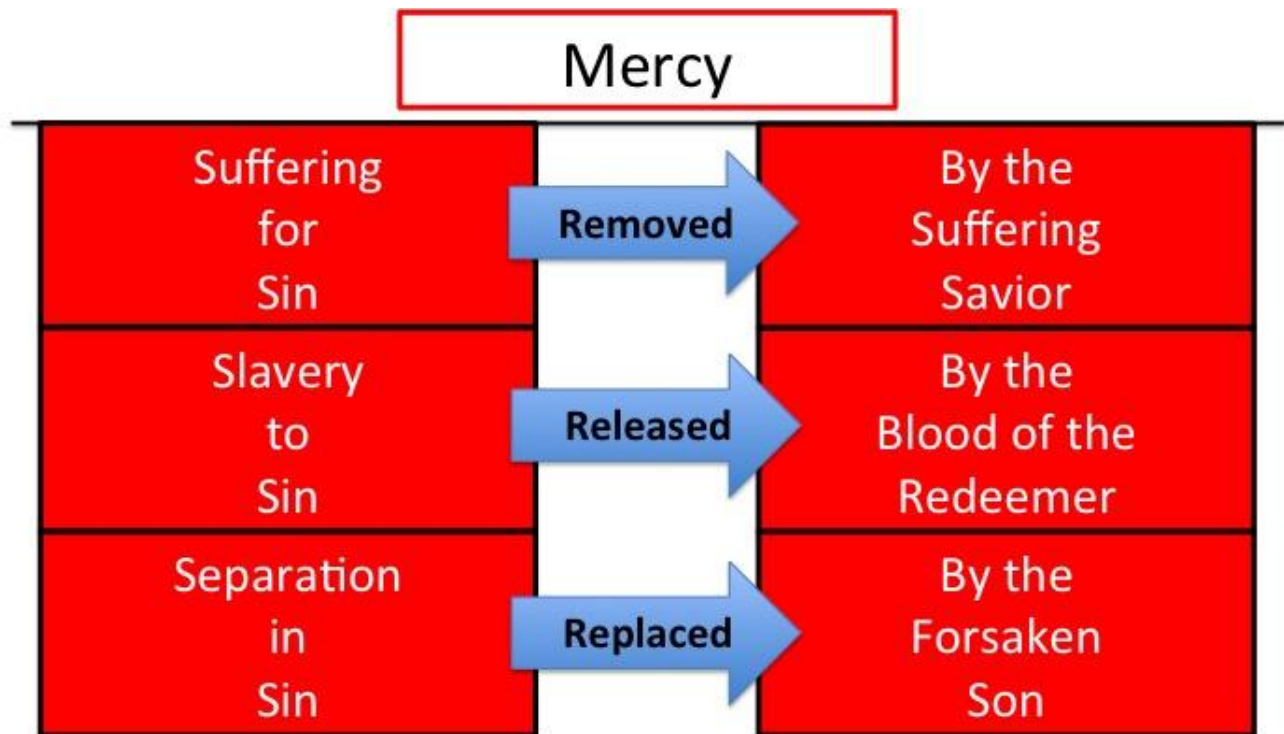 Mercy
Suffering
for
Sin
Removed
By the
Suffering
Savior
Slavery
to
Sin
Released
By the
Blood of the
Redeemer
Separation
in
Sin
Replaced
By the
Forsaken
Son